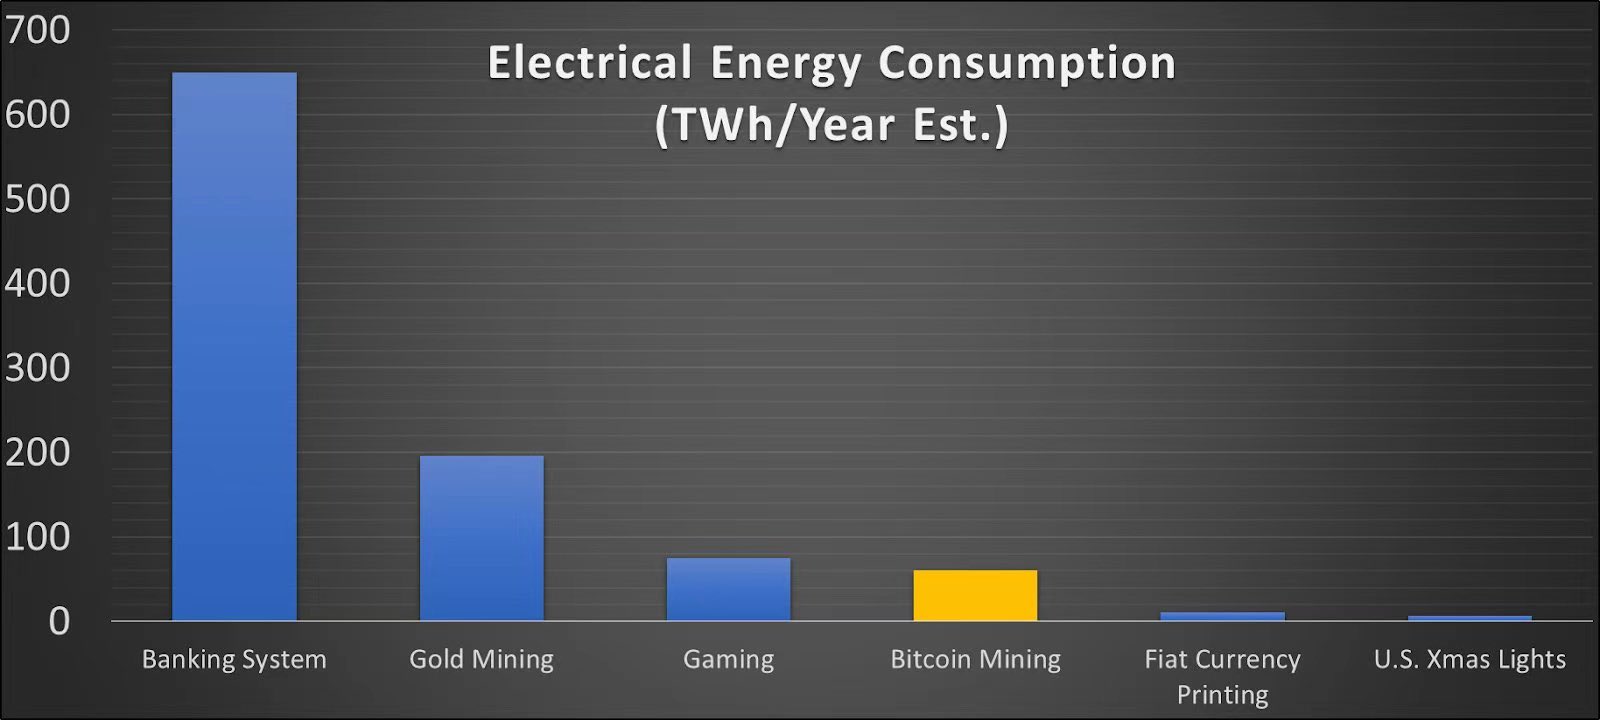 Electrical Energy Consumption
(TWh/Year Est.)
700
600
500
400
300
200
100
0
Banking System
Gold Mining
Gaming
Bitcoin Mining
Fiat Currency
Printing
U.S. Xmas Lights